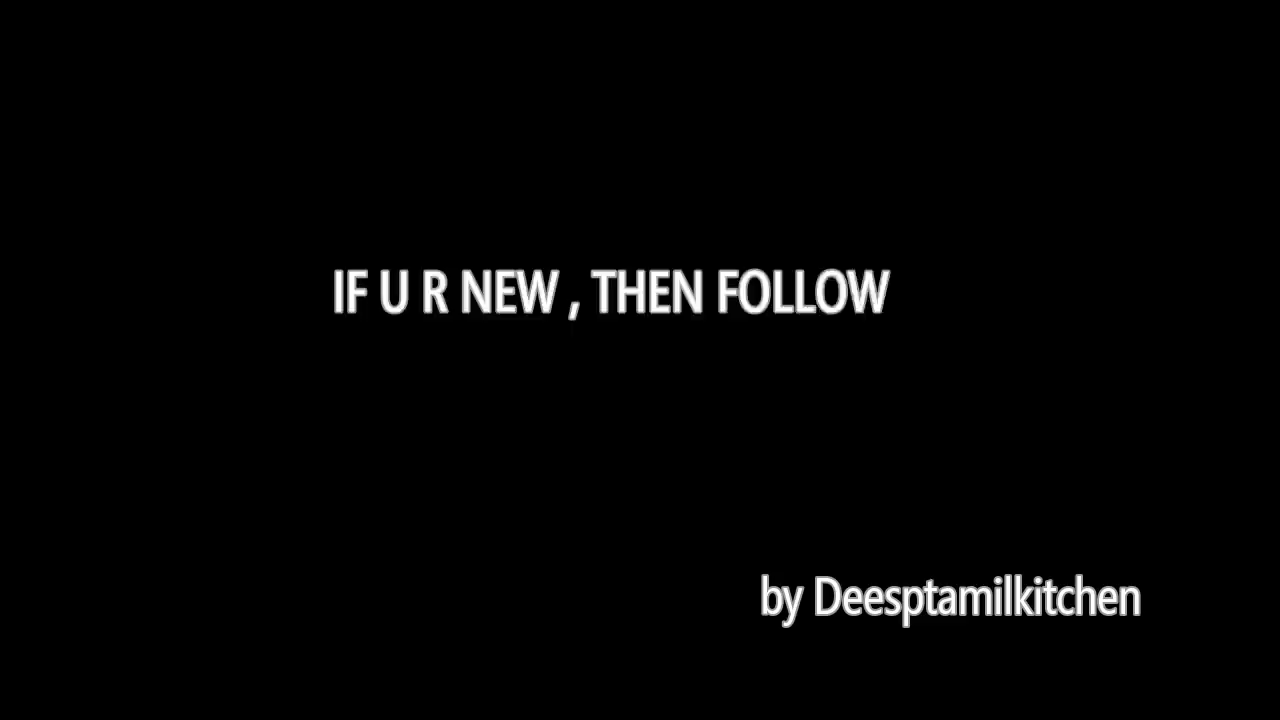 IF U R NEW , THEN FOLLOW
by Deesptamilkitchen